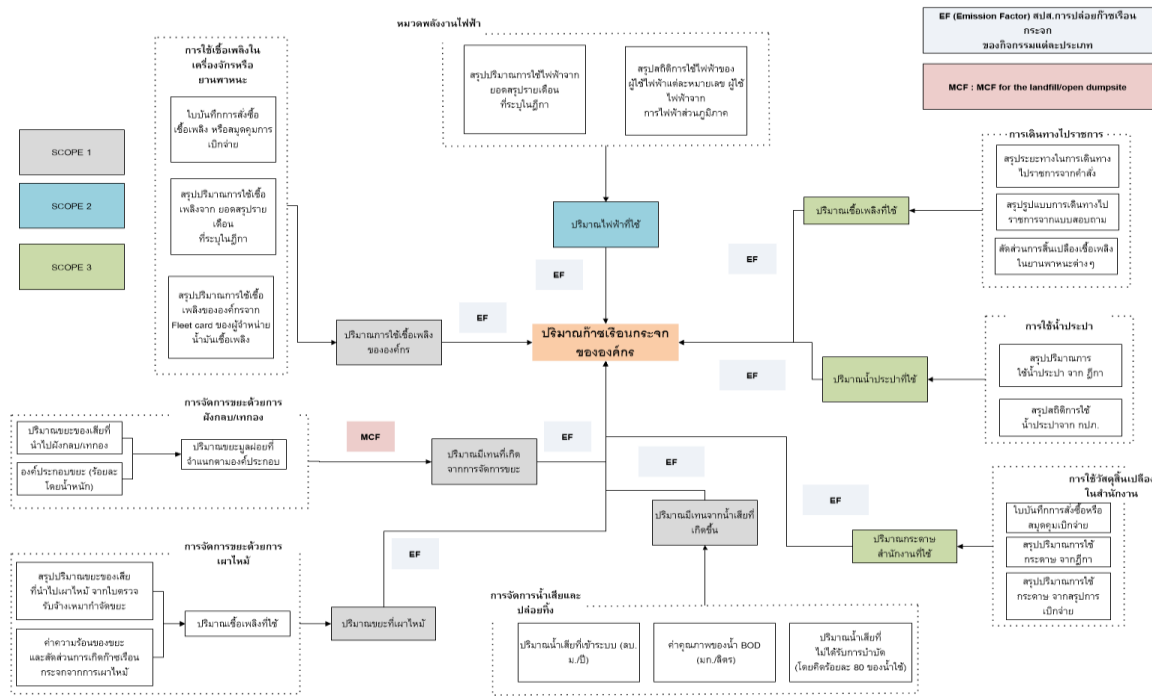 หมวดพลังงานไฟฟ้า
สรุปปริมาณการใช้ไฟฟ้าจาก
ยอดสรุปรายเดือน
ที่ระบุในฎีกา
สรุปสถิติการใช้ไฟฟ้าของ
ผู้ใช้ไฟฟ้าแต่ละหมายเลข ผู้ใช้
ไฟฟ้าจาก
การไฟฟ้าส่วนภูมิภาค
EF (Emission Factor) สปส.การปล่อยก๊าซเรือน
กระจก
ของกิจกรรมแต่ละประเภท
MCF : MCF for the landfill/open dumpsite
SCOPE 1
SCOPE 2
SCOPE 3
การใช้เชื้อเพลิงใน
เครื่องจักรหรือ
ยานพาหนะ
ใบบันทึกการสั่งซื้อ
เชื้อเพลิง หรือสมุดคุมการ
เบิกจ่าย
สรุปปริมาณการใช้เชื้อ
เพลิงจาก ยอดสรุปราย
เดือน
ที่ระบุในฎีกา
สรุปปริมาณการใช้เชื้อ
เพลิงขององค์กรจาก
Fleet card ของผู้จำหน่าย
น้ำมันเชื้อเพลิง
ปริมาณการใช้เชื้อเพลิง
ขององค์กร
EF
ปริมาณไฟฟ้าที่ใช้
EF
ปริมาณก๊าซเรือนกระจก
ขององค์กร
การเดินทางไปราชการ
สรุประยะทางในการเดินทาง
ไปราชการจากคำสั่ง
สรุปรูปแบบการเดินทางไป
ราชการจากแบบสอบถาม
สัดส่วนการสิ้นเปลืองเชื้อเพลิง
ในยานพาหนะต่างๆ
ปริมาณเชื้อเพลิงที่ใช้
EF
การใช้น้ำประปา
สรุปปริมาณการ
ใช้น้ำประปา จาก ฎีกา
สรุปสถิติการใช้
น้ำประปาจาก กปภ.
ปริมาณน้ำประปาที่ใช้
EF
การจัดการขยะด้วยการ
ฝังกลบ/เทกอง
ปริมาณขยะของเสียที่
นำไปฝังกลบ/เทกอง
องค์ประกอบขยะ (ร้อยละ
โดยน้ำหนัก)
ปริมาณขยะมูลฝอยที่
จำแนกตามองค์ประกอบ
MCF
ปริมาณมีเทนที่เกิด
จากการจัดการขยะ
EF
EF
ปริมาณมีเทนจากน้ำเสียที่
เกิดขึ้น
EF
การใช้วัสดุสิ้นเปลือง
ในสำนักงาน
ใบบันทึกการสั่งซื้อหรือ
สมุดคุมเบิกจ่าย
สรุปปริมาณการใช้
กระดาษ จากฎีกา
สรุปปริมาณการใช้
กระดาษ จากสรุปการ
เบิกจ่าย
ปริมาณกระดาษ
สำนักงานที่ใช้
การจัดการขยะด้วยการ
เผาไหม้
สรุปปริมาณขยะของเสีย
ที่นำไปเผาไหม้ จากใบตรวจ
รับจ้างเหมากำจัดขยะ
ค่าความร้อนของขยะ
และสัดส่วนการเกิดก๊าซเรือน
กระจกจากการเผาไหม้
ปริมาณเชื้อเพลิงที่ใช้
ปริมาณขยะที่เผาไหม้
EF
การจัดการน้ำเสียและ
ปล่อยทิ้ง
ปริมาณน้ำเสียที่เข้าระบบ (ลบ.
ม./ปี)
ค่าคุณภาพของน้ำ BOD
(มก./ลิตร)
ปริมาณน้ำเสียที่
ไม่ได้รับการบำบัด
(โดยคิดร้อยละ 80 ของน้ำใช้)